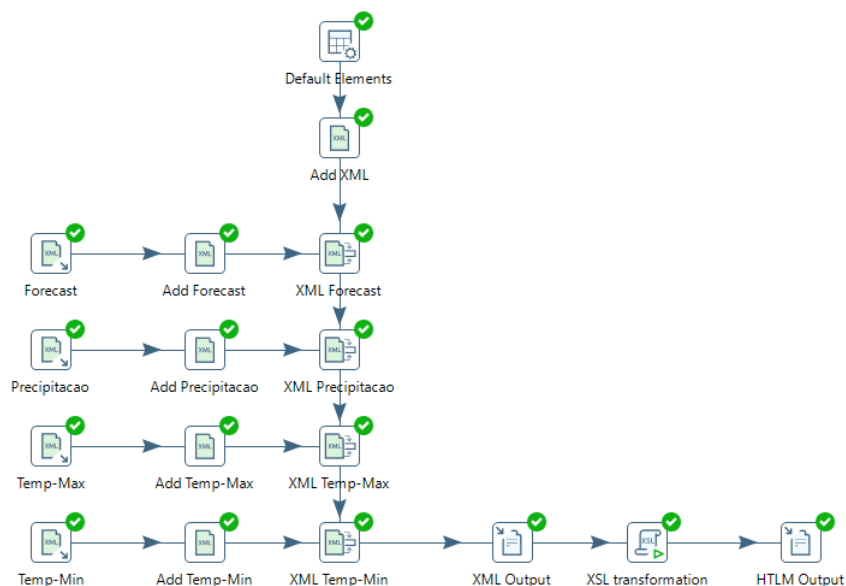 Default Elements
Add XML
Forecast
Add Forecast
XML Forecast
Precipitacao
Add Precipitacao
XML Precipitacao
Temp-Max
Add Temp-Max
XML Temp-Max
Temp-Min
Add Temp-Min
XML Temp-Min
XML Output
XSL transformation
HTLM Output